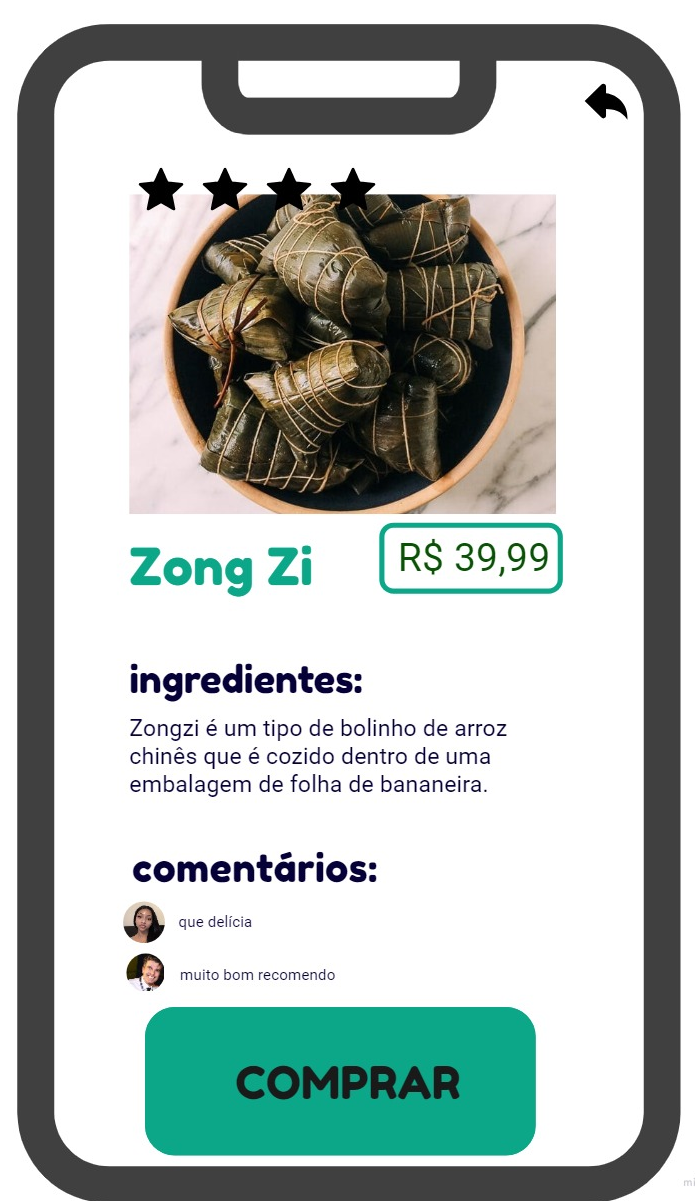 Zong Zi
R$ 39,99
ingredientes:
Zongzi é um tipo de bolinho de arroz
chinês que é cozido dentro de uma
embalagem de folha de bananeira.
comentários:
que delícia
muito bom recomendo
COMPRAR
mi